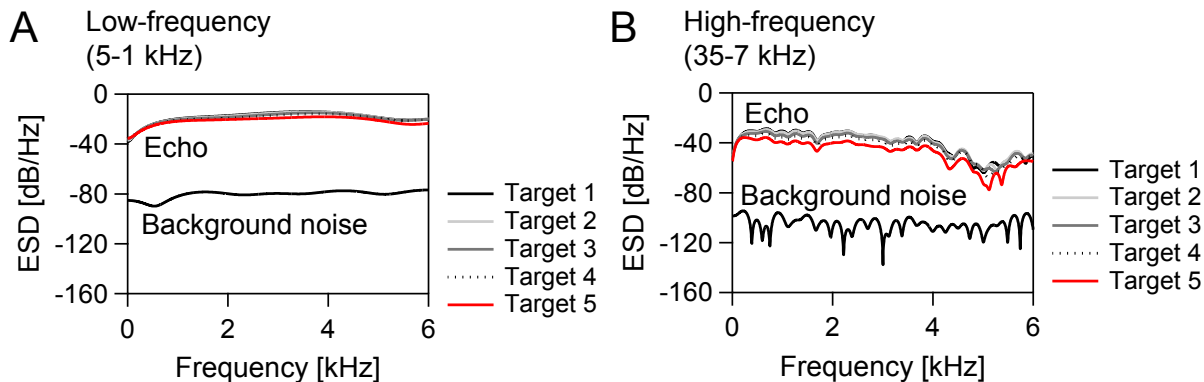 A
Low-frequency
(5-1 kHz)
0
-40
-80
-120
-160
ESD [dB/Hz]
Echo
Background noise
0
2
4
6
Frequency [kHz]
Target 1
Target 2
Target 3
Target 4
Target 5
B
High-frequency
(35-7 kHz)
0
-40
-80
-120
-160
ESD [dB/Hz]
Echo
Background noise
0
2
4
6
Frequency [kHz]
Target 1
Target 2
Target 3
Target 4
Target 5